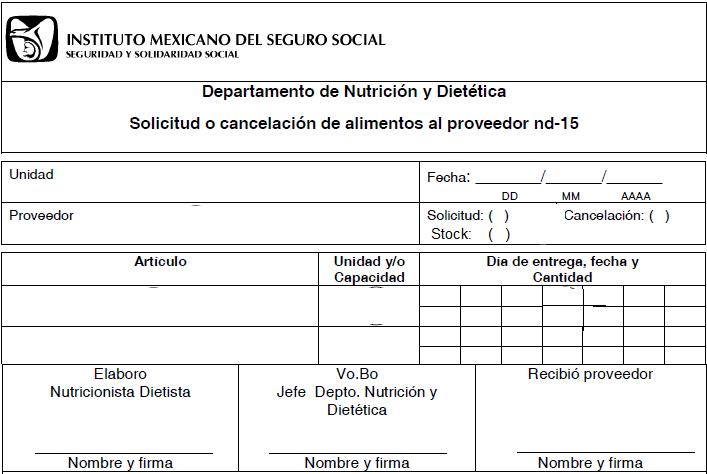 INSTITUTO MEXICANO DEL SEGURO SOCIAL
SEGURIDAD Y SOLIDARIDAD SOCIAL
Departamento de Nutrición y Dietética
Solicitud o cancelación de alimentos al proveedor nd-15
Unidad
Fecha: ________/_______/_______
DD MM AAAA
Proveedor
Solicitud: ( ) Cancelación: ( )
Stock: ( )
Artículo
Unidad y/o
Capacidad
Día de entrega, fecha y
Cantidad
Elaboro
Nutricionista Dietista
Nombre y firma
Vo.Bo
Jefe Depto. Nutrición y
Dietética
Nombre y firma
Recibió proveedor
Nombre y firma